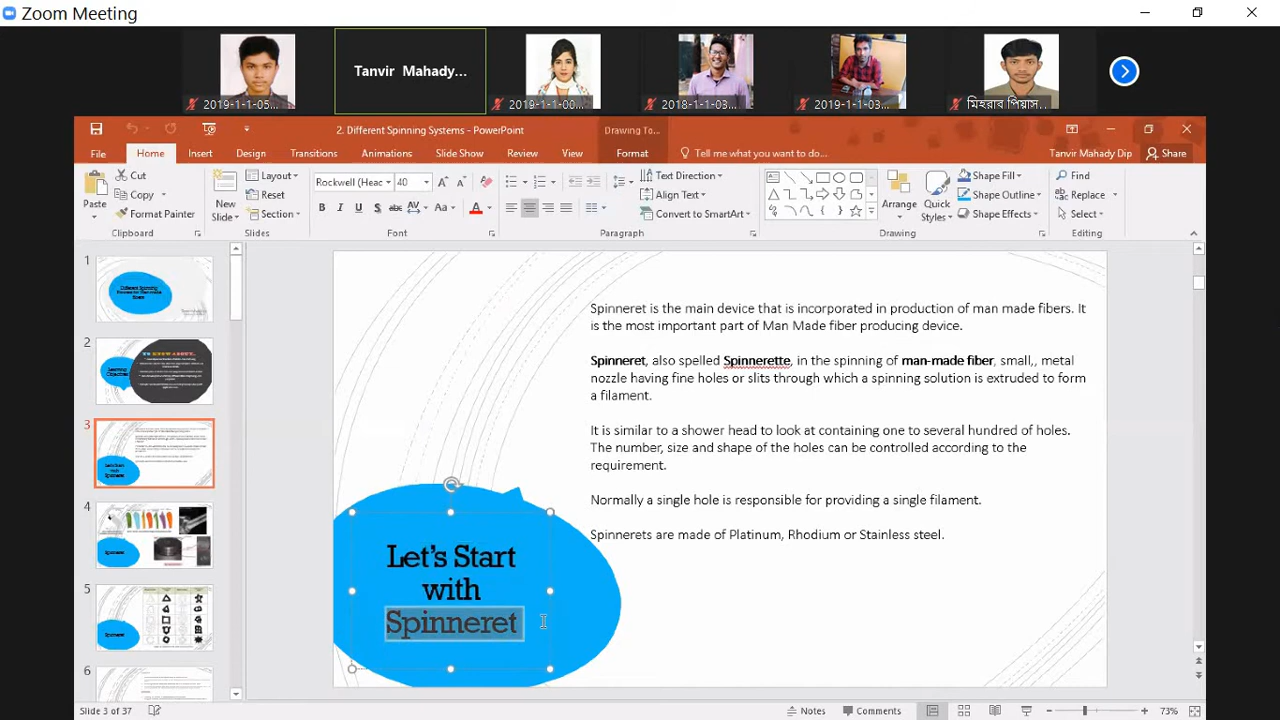 Zoom Meeting
2019-1-1-05...
Tanvir Mahady...
2019-1-1-00...
2018-1-1-03...
2019-1-1-03...
মিহরাব পিয়াস..
2. Different Spinning Systems - PowerPoint
Drawing To...
File
Home
Insert
Design
Transitions
Animations
Slide Show
Review
View
Format
Tell me what you want to do...
Tanvir Mahady Dip
Share
Paste
Cut
Copy
Format Painter
Clipboard
New
Slide
Layout
Reset
Section
Slides
Rockwell (Heac
40
Font
Text Direction
Align Text
Convert to SmartArt
Paragraph
Arrange
Quick
Styles
Shape Fill
Shape Outline
Shape Effects
Drawing
Find
Replace
Select
Editing
1
2
3
4
5
6
Spinneret is the main device that is incorporated in production of man made fibers. It
is the most important part of Man Made fiber producing device.
Spinneret, also spelled Spinnerette, in the spinning of man-made fiber, small, metal
nozzle having fine holes or slits through which a spinning solution is extruded to form
a filament.
It is similar to a shower head to look at containing one to several hundred of holes.
The number, size and shape of the holes can be controlled according to the
requirement.
Normally a single hole is responsible for providing a single filament.
Spinnerets are made of Platinum, Rhodium or Stainless steel.
Let's Start
with
Spinneret
Slide 3 of 37
Notes
Comments
73%